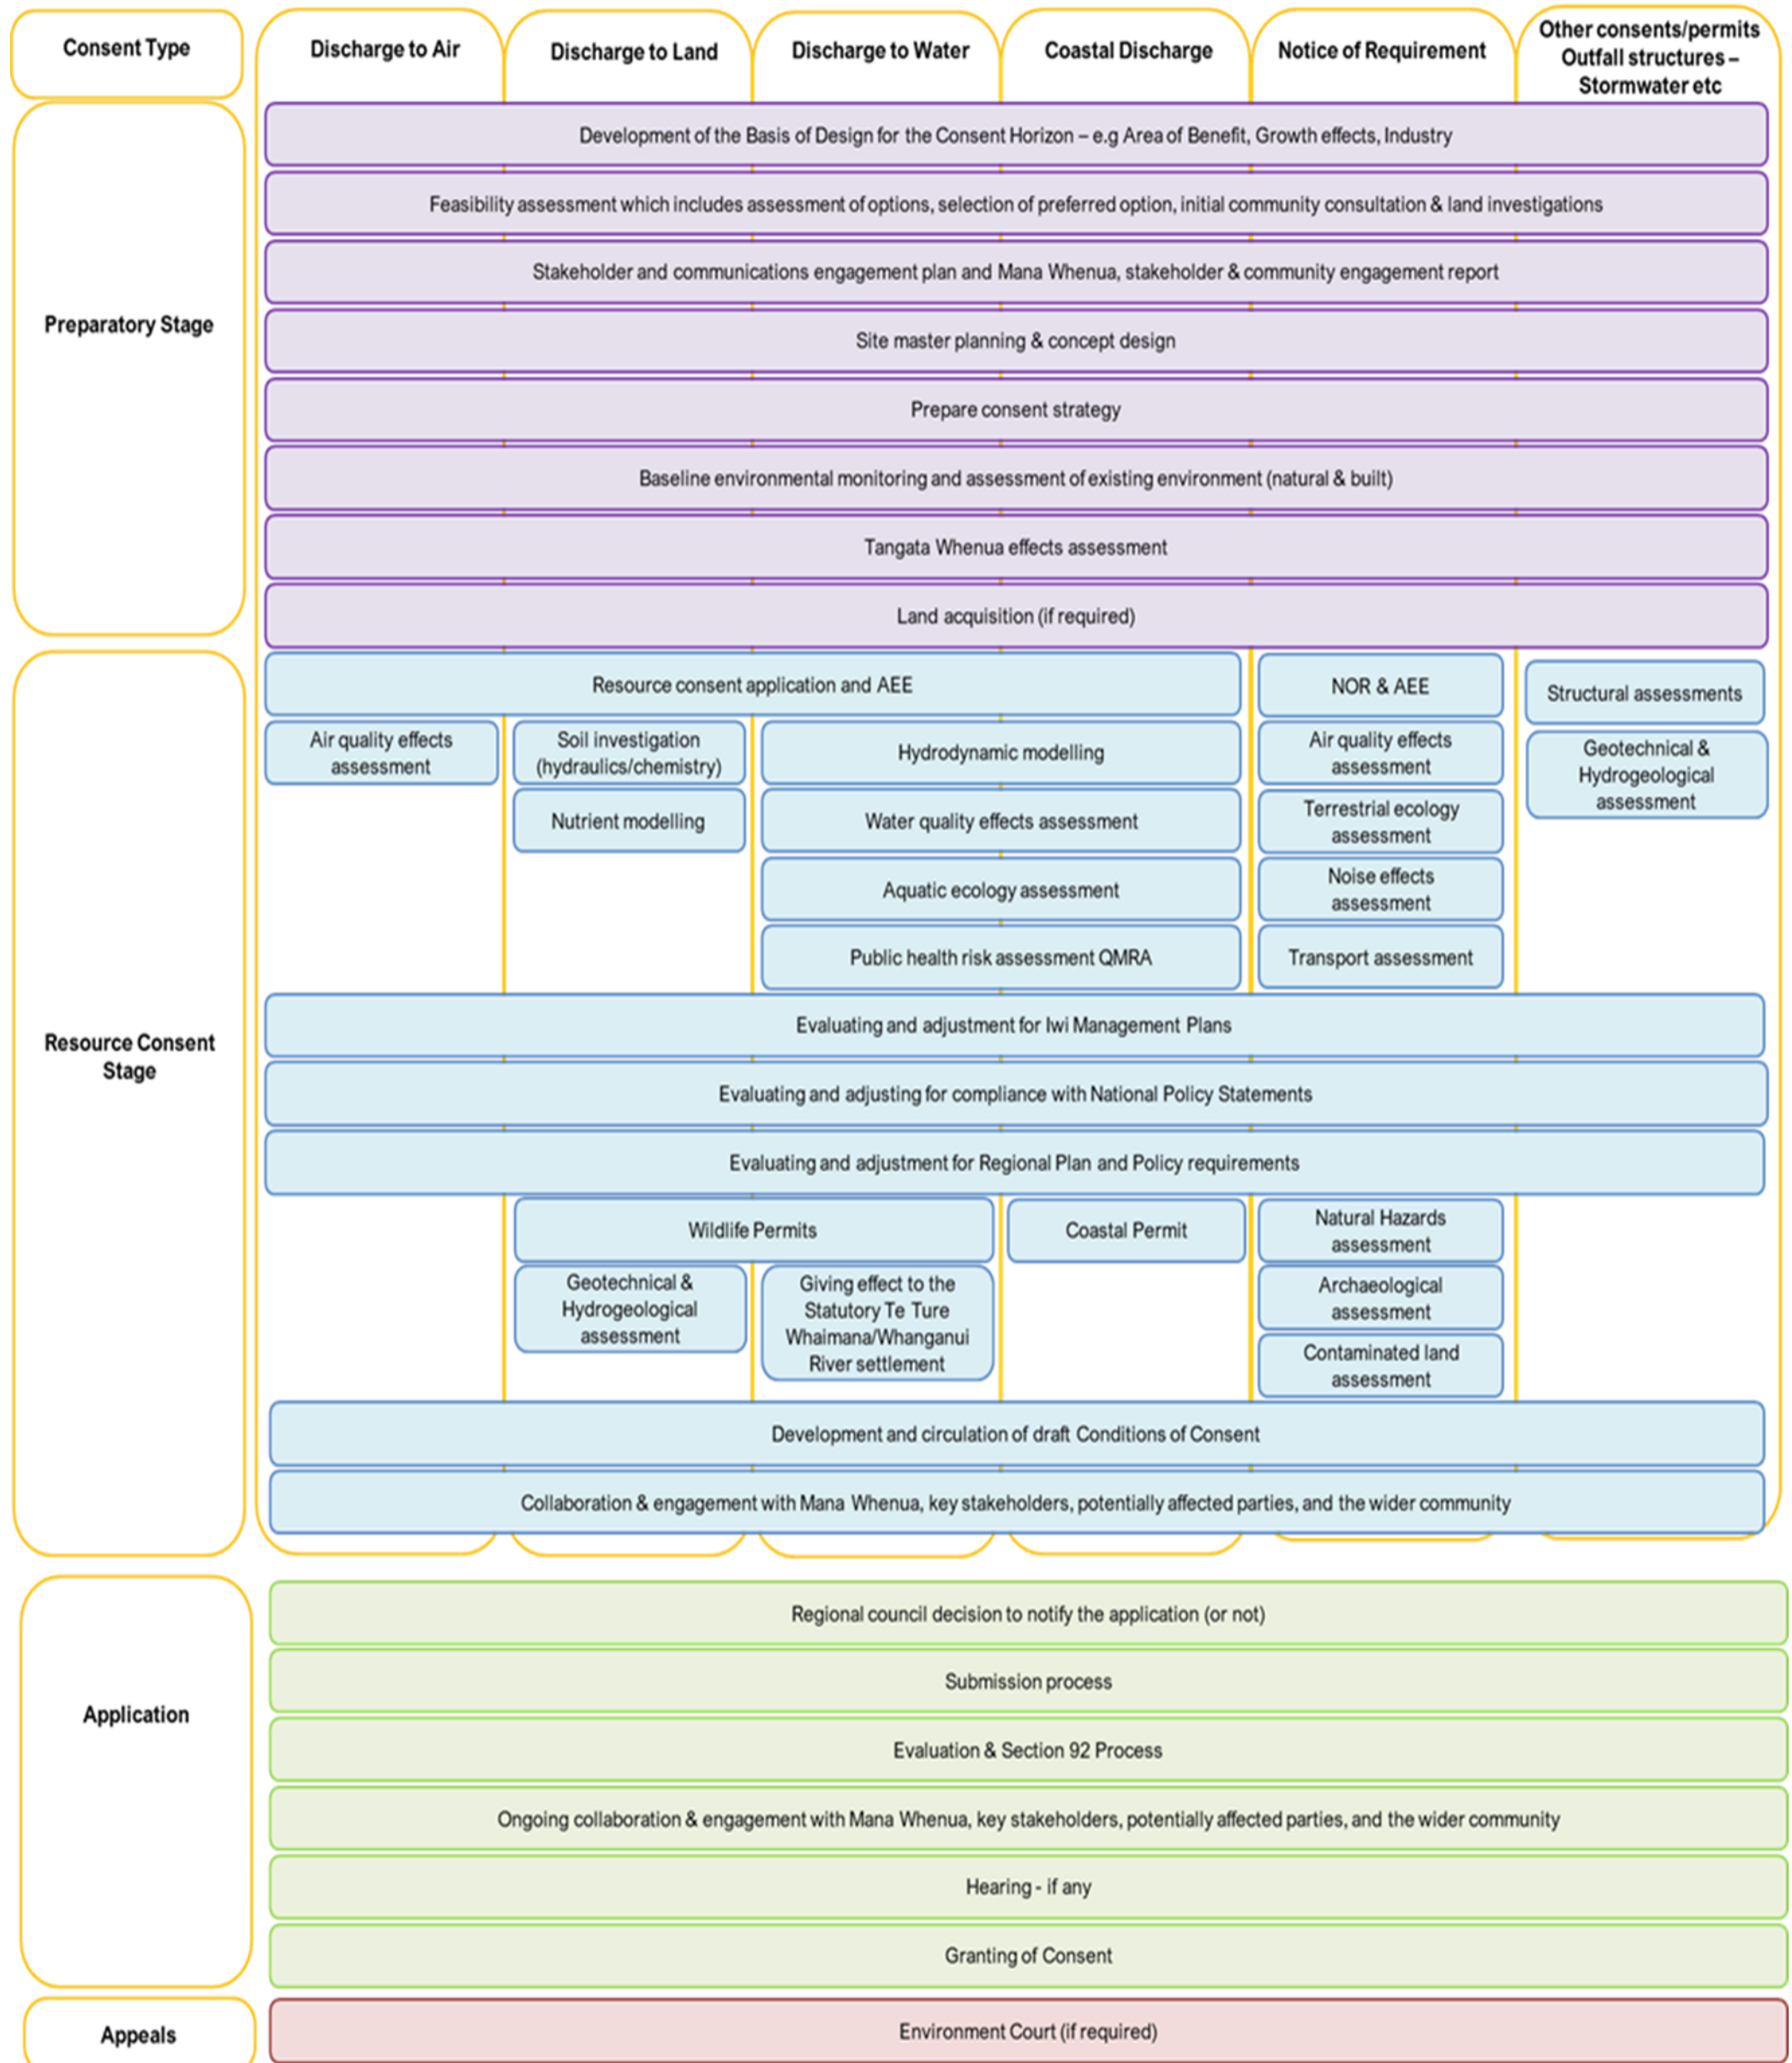 Consent Type
Discharge to Air
Discharge to Land
Discharge to Water
Coastal Discharge
Notice of Requirement
Other consents/permits
Outfall structures –
Stormwater etc
Preparatory Stage
Development of the Basis of Design for the Consent Horizon – e.g Area of Benefit, Growth effects, Industry
Feasibility assessment which includes assessment of options, selection of preferred option, initial community consultation & land investigations
Stakeholder and communications engagement plan and Mana Whenua, stakeholder & community engagement report
Site master planning & concept design
Prepare consent strategy
Baseline environmental monitoring and assessment of existing environment (natural & built)
Tangata Whenua effects assessment
Land acquisition (if required)
Resource Consent
Stage
Resource consent application and AEE
NOR & AEE
Structural assessments
Air quality effects
assessment
Soil investigation
(hydraulics/chemistry)
Hydrodynamic modelling
Air quality effects
assessment
Geotechnical &
Hydrogeological
assessment
Nutrient modelling
Water quality effects assessment
Terrestrial ecology
assessment
Aquatic ecology assessment
Noise effects
assessment
Public health risk assessment QMRA
Transport assessment
Evaluating and adjustment for Iwi Management Plans
Evaluating and adjusting for compliance with National Policy Statements
Evaluating and adjustment for Regional Plan and Policy requirements
Wildlife Permits
Coastal Permit
Natural Hazards
assessment
Geotechnical &
Hydrogeological
assessment
Giving effect to the
Statutory Te Ture
Whaimana/Whanganui
River settlement
Archaeological
assessment
Contaminated land
assessment
Development and circulation of draft Conditions of Consent
Collaboration & engagement with Mana Whenua, key stakeholders, potentially affected parties, and the wider community
Application
Regional council decision to notify the application (or not)
Submission process
Evaluation & Section 92 Process
Ongoing collaboration & engagement with Mana Whenua, key stakeholders, potentially affected parties, and the wider community
Hearing - if any
Granting of Consent
Appeals
Environment Court (if required)